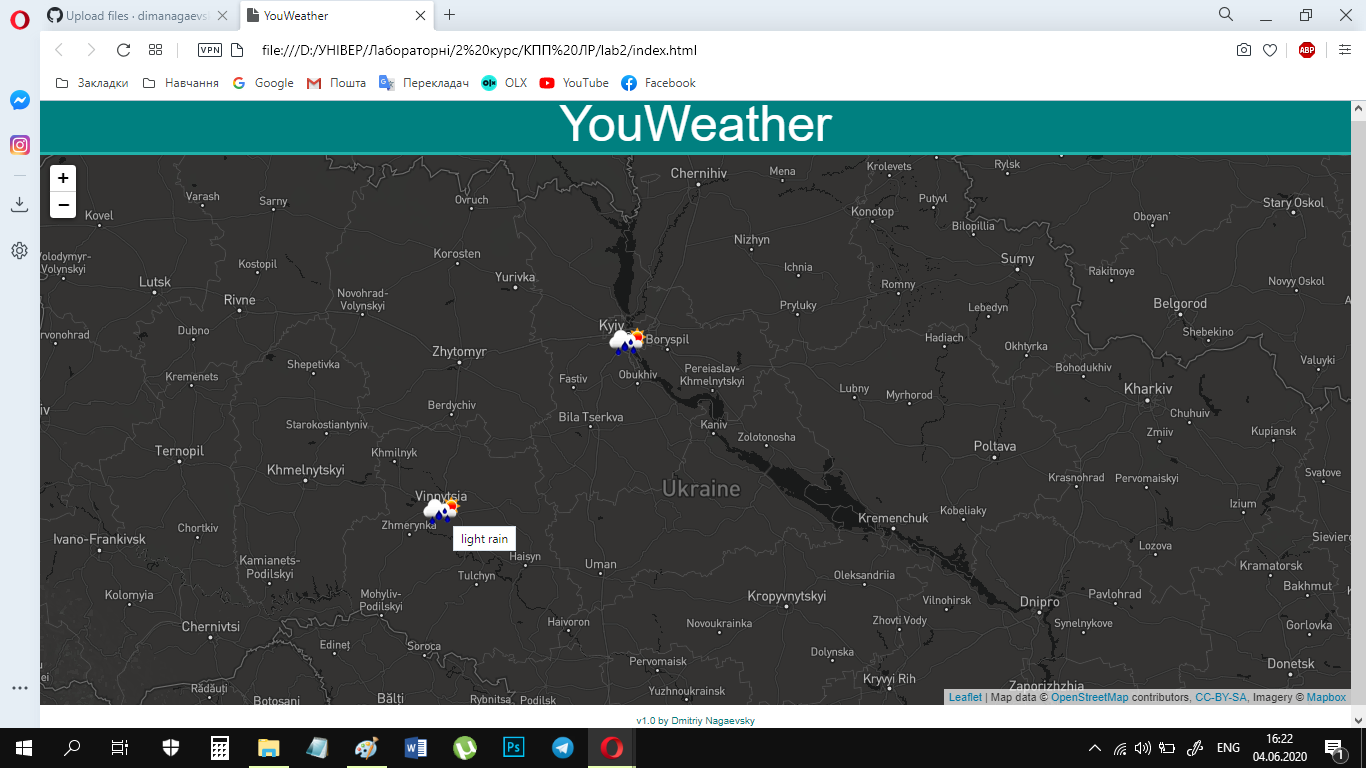 Upload files · dimanagaevs
YouWeather
VPN
file:///D:/УНІВЕР/Лабораторні/2%20курс/КПП%20ЛР/lab2/index.html
ABP
Закладки
Навчання
Google
Пошта
Перекладач
OLX
YouTube
Facebook
YouWeather
+
−
Chernihiv
Mena
Krolevets
Rylsk
Varash
Sarny
Ovruch
Putyvl
Kovel
Konotop
Stary Oskol
Oboyan'
Bilopillia
Nizhyn
Volodymyr-
Volynskyi
Kostopil
Korosten
Yurivka
Ichnia
Sumy
Rakitnoye
Lutsk
Rivne
Novohrad-
Volynskyi
Romny
Novyy Oskol
Pryluky
Lebedyn
Belgorod
Kyiv
Boryspil
rvonohrad
Dubno
Hadiach
Shebekino
Zhytomyr
Okhtyrka
Valuyky
Shepetivka
Kremenets
Fastiv
Obukhiv
Pereiaslav-
Khmelnytskyi
Bohodukhiv
Lubny
Myrhorod
Kharkiv
iv
Berdychiv
Bila Tserkva
Chuhuiv
Starokostiantyniv
Kaniv
Zolotonosha
Zmiiv
Kupiansk
Ternopil
Khmilnyk
Poltava
Khmelnytskyi
Krasnohrad
Pervomaiskyi
Svatove
Vinnytsia
Ukraine
Izium
Chortkiv
Zhmerynka
Kremenchuk
Kobeliaky
light rain
Ivano-Frankivsk
Haisyn
Lozova
Sieviero
Kamianets-
Podilskyi
Tulchyn
Uman
Oleksandriia
Kramatorsk
Kolomyia
Mohyliv-
Podilskyi
Kropyvnytskyi
Vilnohirsk
Dnipro
Pavlohrad
Bakhmut
Chernivtsi
Haivoron
Novoukrainka
Zhovti Vody
Synelnykove
Gorlovka
Edineț
Soroca
Dolynska
ei
Pervomaisk
Donetsk
Rădăuți
Botoșani
Bălți
Rybnitsa
Podilsk
Yuzhnoukrainsk
Kryvyi Rih
Zaporizhzhia
Leaflet | Map data © OpenStreetMap contributors, CC-BY-SA, Imagery © Mapbox
v1.0 by Dmitriy Nagaevsky
ENG
16:22
04.06.2020
1